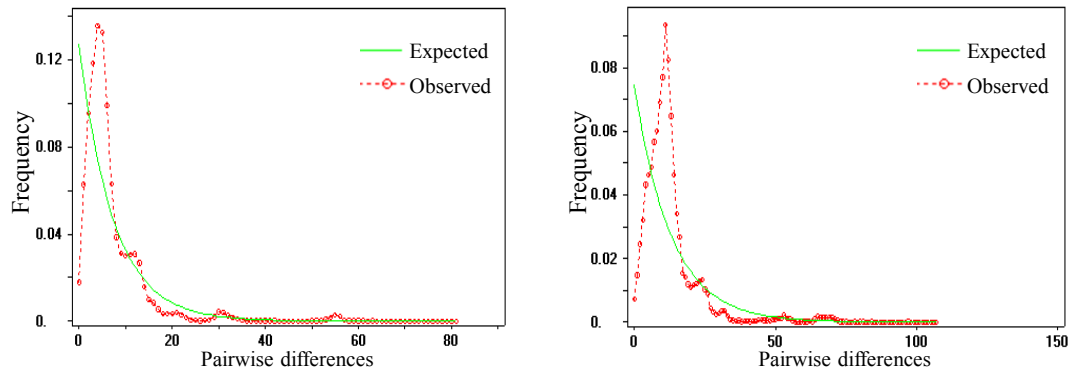 0.12
0.08
0.04
0.
0
20
40
60
80
Frequency
Pairwise differences
Expected
Observed
0.08
0.06
0.04
0.02
0.
0
50
100
150
Frequency
Pairwise differences
Expected
Observed